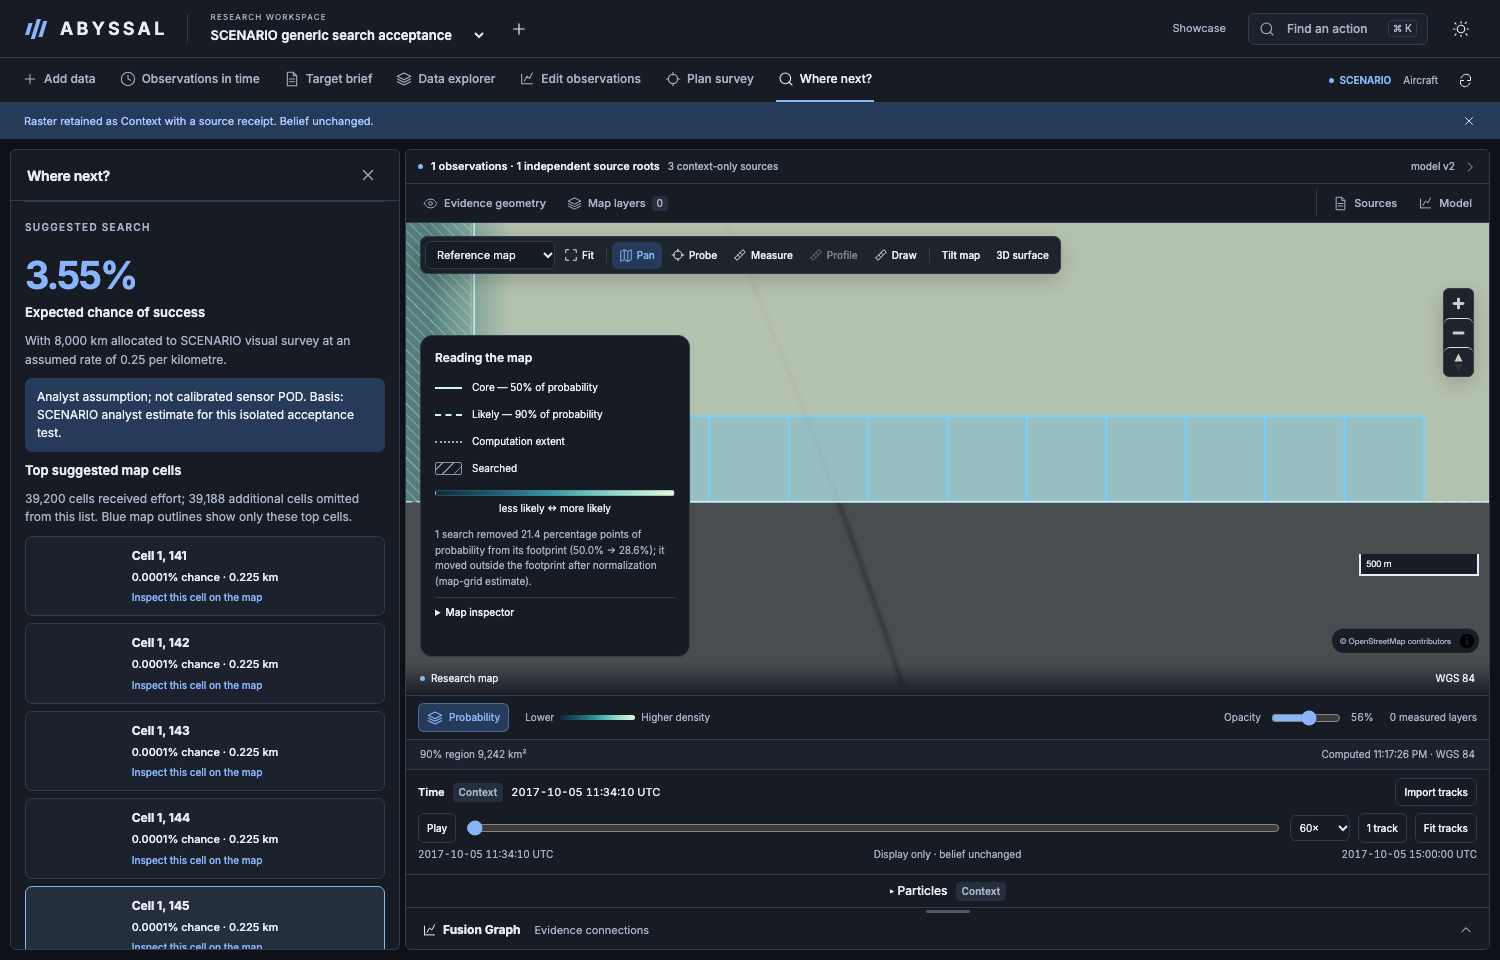 ABYSSAL
RESEARCH WORKSPACE
SCENARIO generic search acceptance
Showcase
Find an action
⌘ K
Add data
Observations in time
Target brief
Data explorer
Edit observations
Plan survey
Where next?
SCENARIO
Aircraft
Raster retained as Context with a source receipt. Belief unchanged.
Where next?
SUGGESTED SEARCH
3.55%
Expected chance of success
With 8,000 km allocated to SCENARIO visual survey at an
assumed rate of 0.25 per kilometre.
Analyst assumption; not calibrated sensor POD. Basis:
SCENARIO analyst estimate for this isolated acceptance
test.
Top suggested map cells
39,200 cells received effort; 39,188 additional cells omitted
from this list. Blue map outlines show only these top cells.
Cell 1, 141
0.0001% chance · 0.225 km
Inspect this cell on the map
Cell 1, 142
0.0001% chance · 0.225 km
Inspect this cell on the map
Cell 1, 143
0.0001% chance · 0.225 km
Inspect this cell on the map
Cell 1, 144
0.0001% chance · 0.225 km
Inspect this cell on the map
Cell 1, 145
0.0001% chance · 0.225 km
Inspect this cell on the map
1 observations · 1 independent source roots
3 context-only sources
model v2
Evidence geometry
Map layers
0
Sources
Model
Reference map
Fit
Pan
Probe
Measure
Profile
Draw
Tilt map
3D surface
Reading the map
Core — 50% of probability
Likely — 90% of probability
Computation extent
Searched
less likely ↔ more likely
1 search removed 21.4 percentage points of
probability from its footprint (50.0% → 28.6%); it
moved outside the footprint after normalization
(map-grid estimate).
Map inspector
500 m
© OpenStreetMap contributors
Research map
WGS 84
Probability
Lower
Higher density
Opacity
56%
0 measured layers
90% region 9,242 km²
Computed 11:17:26 PM · WGS 84
Time
Context
2017-10-05 11:34:10 UTC
Import tracks
Play
60×
1 track
Fit tracks
2017-10-05 11:34:10 UTC
Display only · belief unchanged
2017-10-05 15:00:00 UTC
Particles
Context
Fusion Graph
Evidence connections